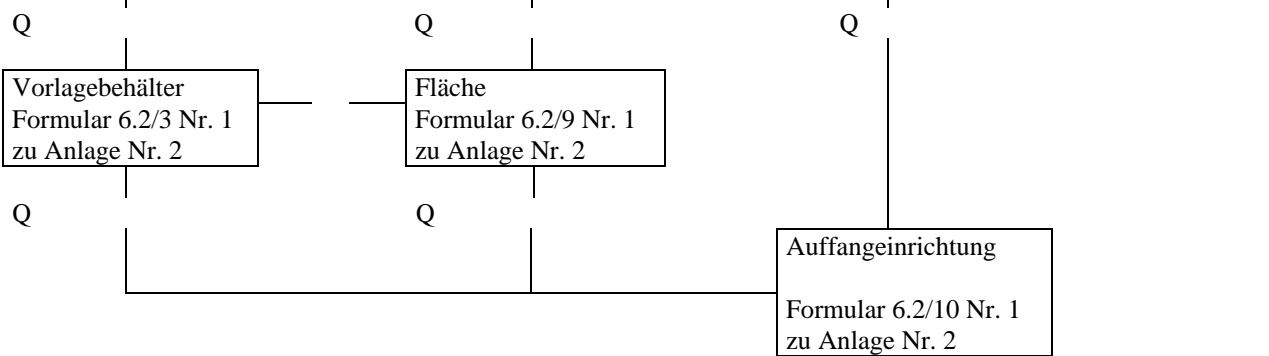 Q
Q
Q
Vorlagebehälter
Formular 6.2/3 Nr. 1
zu Anlage Nr. 2
Fläche
Formular 6.2/9 Nr. 1
zu Anlage Nr. 2
Q
Q
Auffangeinrichtung
Formular 6.2/10 Nr. 1
zu Anlage Nr. 2